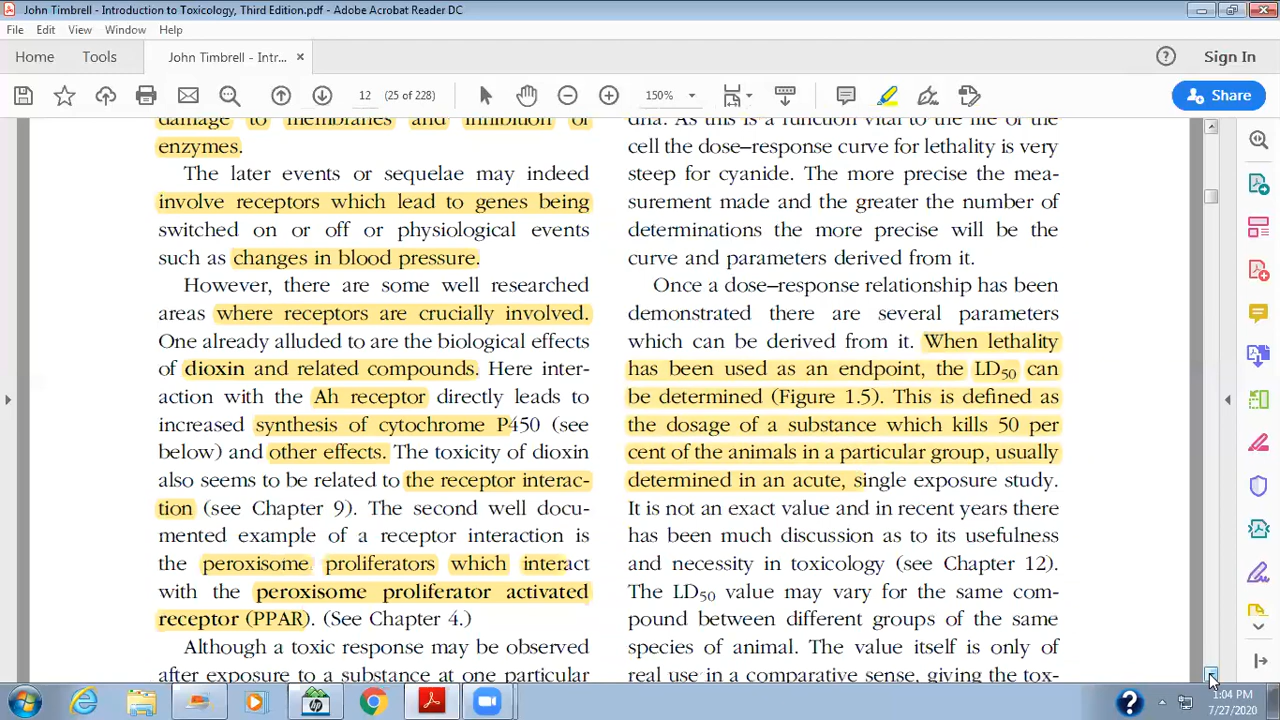 John Timbrell - Introduction to Toxicology, Third Edition.pdf - Adobe Acrobat Reader DC
File Edit View Window Help
Home Tools John Timbrell - Intr... × Sign In
12 (25 of 228) 150% Share
damage to membranes and inhibition of
enzymes.
The later events or sequelae may indeed
involve receptors which lead to genes being
switched on or off or physiological events
such as changes in blood pressure.
However, there are some well researched
areas where receptors are crucially involved.
One already alluded to are the biological effects
of dioxin and related compounds. Here inter-
action with the Ah receptor directly leads to
increased synthesis of cytochrome P450 (see
below) and other effects. The toxicity of dioxin
also seems to be related to the receptor interac-
tion (see Chapter 9). The second well docu-
mented example of a receptor interaction is
the peroxisome proliferators which interact
with the peroxisome proliferator activated
receptor (PPAR). (See Chapter 4.)
Although a toxic response may be observed
after exposure to a substance at one particular
dria. As this is a function vital to the life of the
cell the dose–response curve for lethality is very
steep for cyanide. The more precise the mea-
surement made and the greater the number of
determinations the more precise will be the
curve and parameters derived from it.
Once a dose–response relationship has been
demonstrated there are several parameters
which can be derived from it. When lethality
has been used as an endpoint, the LD50 can
be determined (Figure 1.5). This is defined as
the dosage of a substance which kills 50 per
cent of the animals in a particular group, usually
determined in an acute, single exposure study.
It is not an exact value and in recent years there
has been much discussion as to its usefulness
and necessity in toxicology (see Chapter 12).
The LD50 value may vary for the same com-
pound between different groups of the same
species of animal. The value itself is only of
real use in a comparative sense, giving the tox-
1:04 PM
7/27/2020